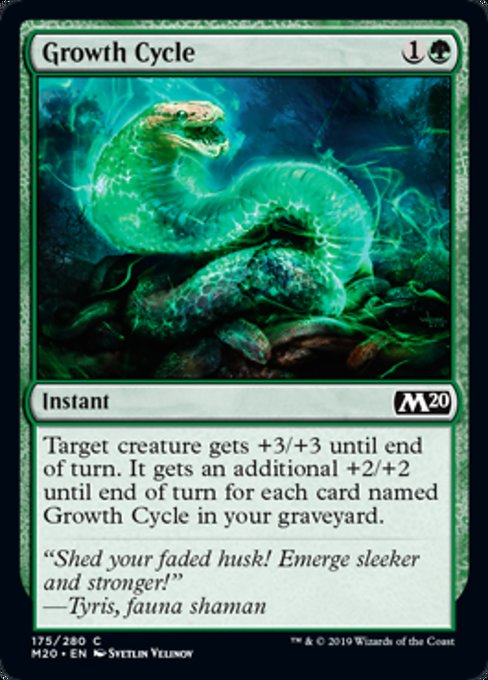 Growth Cycle 1
Instant M20
Target creature gets +3/+3 until end
of turn. It gets an additional +2/+2
until end of turn for each card named
Growth Cycle in your graveyard.
“Shed your faded husk! Emerge sleeker
and stronger!”
—Tyris, fauna shaman
175/280 C
M20 • EN Svetlin Velinov
™ & © 2019 Wizards of the Coast